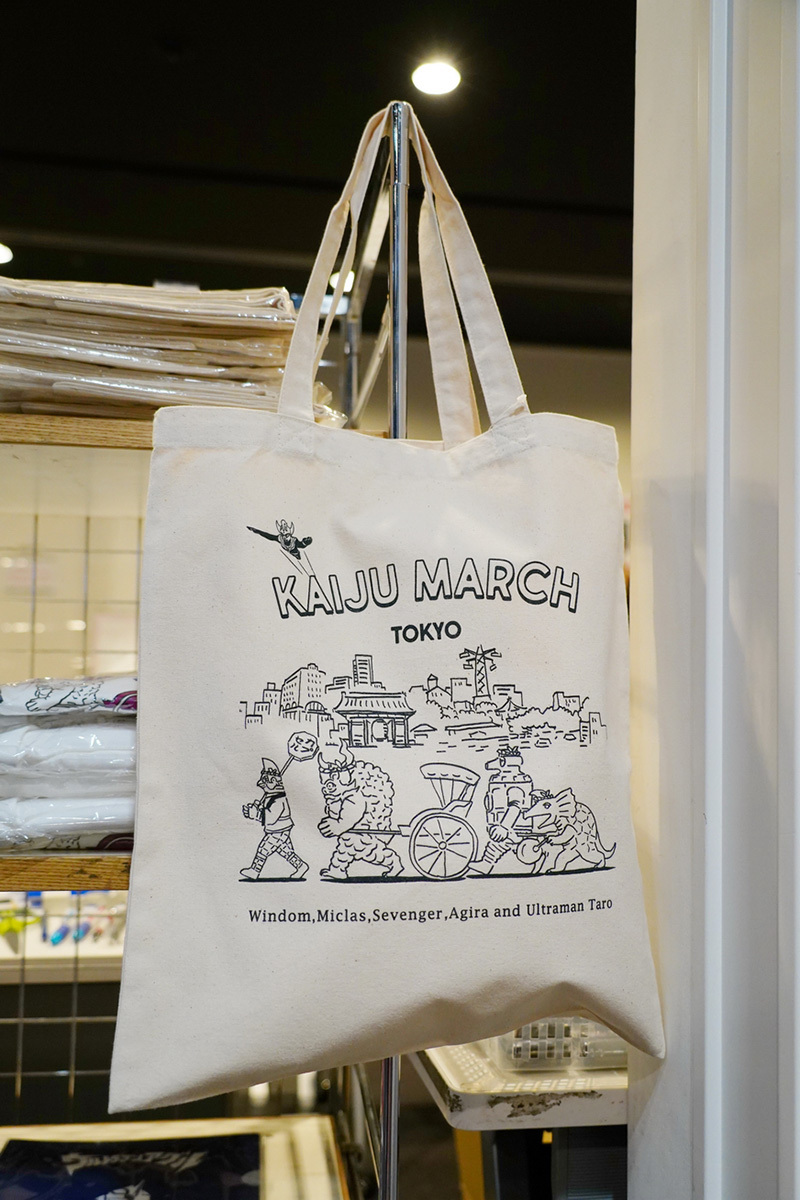 KAIJU MARCH
TOKYO
Windom,Miclas,Sevenger,Agira and Ultraman Taro